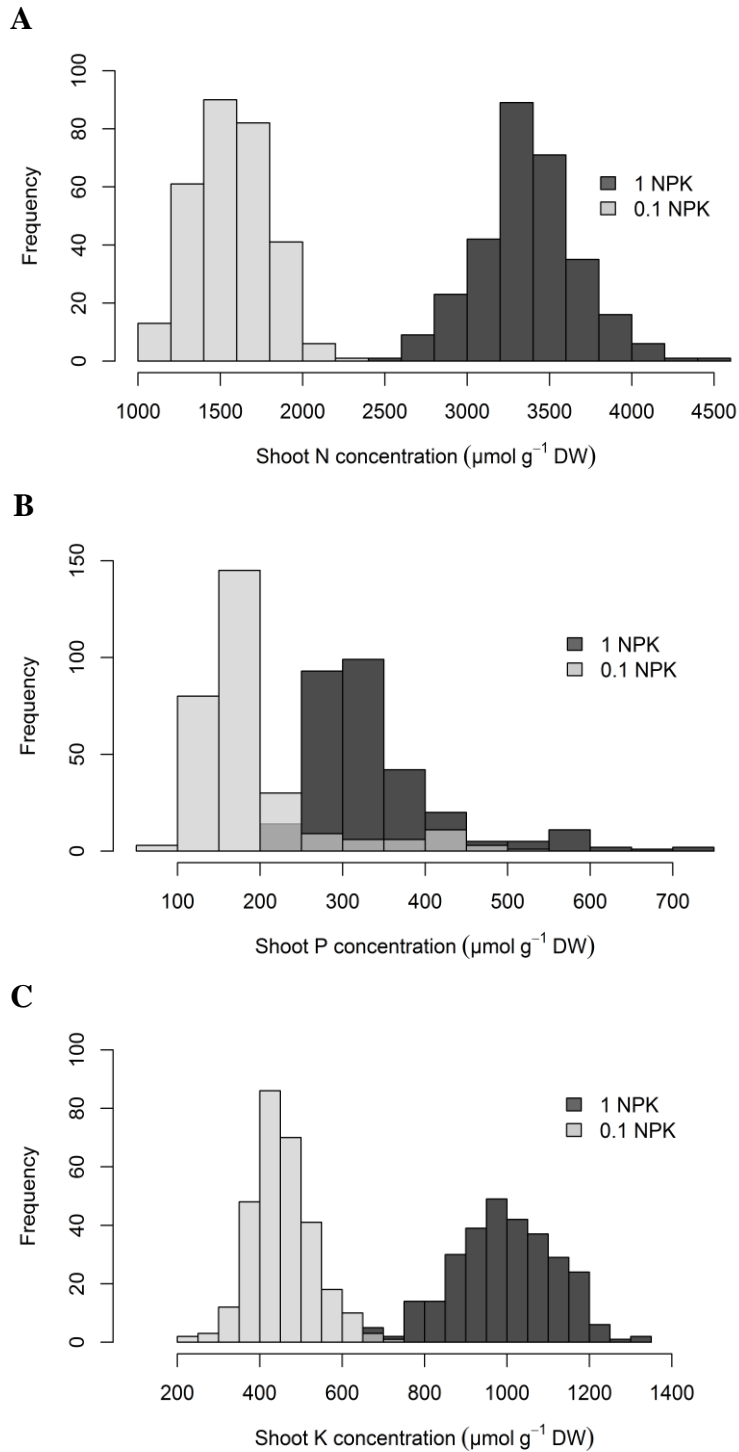 A
100
80
60
40
20
0
Frequency
1 NPK
0.1 NPK
1000 1500 2000 2500 3000 3500 4000 4500
Shoot N concentration (µmol g⁻¹ DW)
B
150
100
50
0
Frequency
1 NPK
0.1 NPK
100 200 300 400 500 600 700
Shoot P concentration (µmol g⁻¹ DW)
C
100
80
60
40
20
0
Frequency
1 NPK
0.1 NPK
200 400 600 800 1000 1200 1400
Shoot K concentration (µmol g⁻¹ DW)